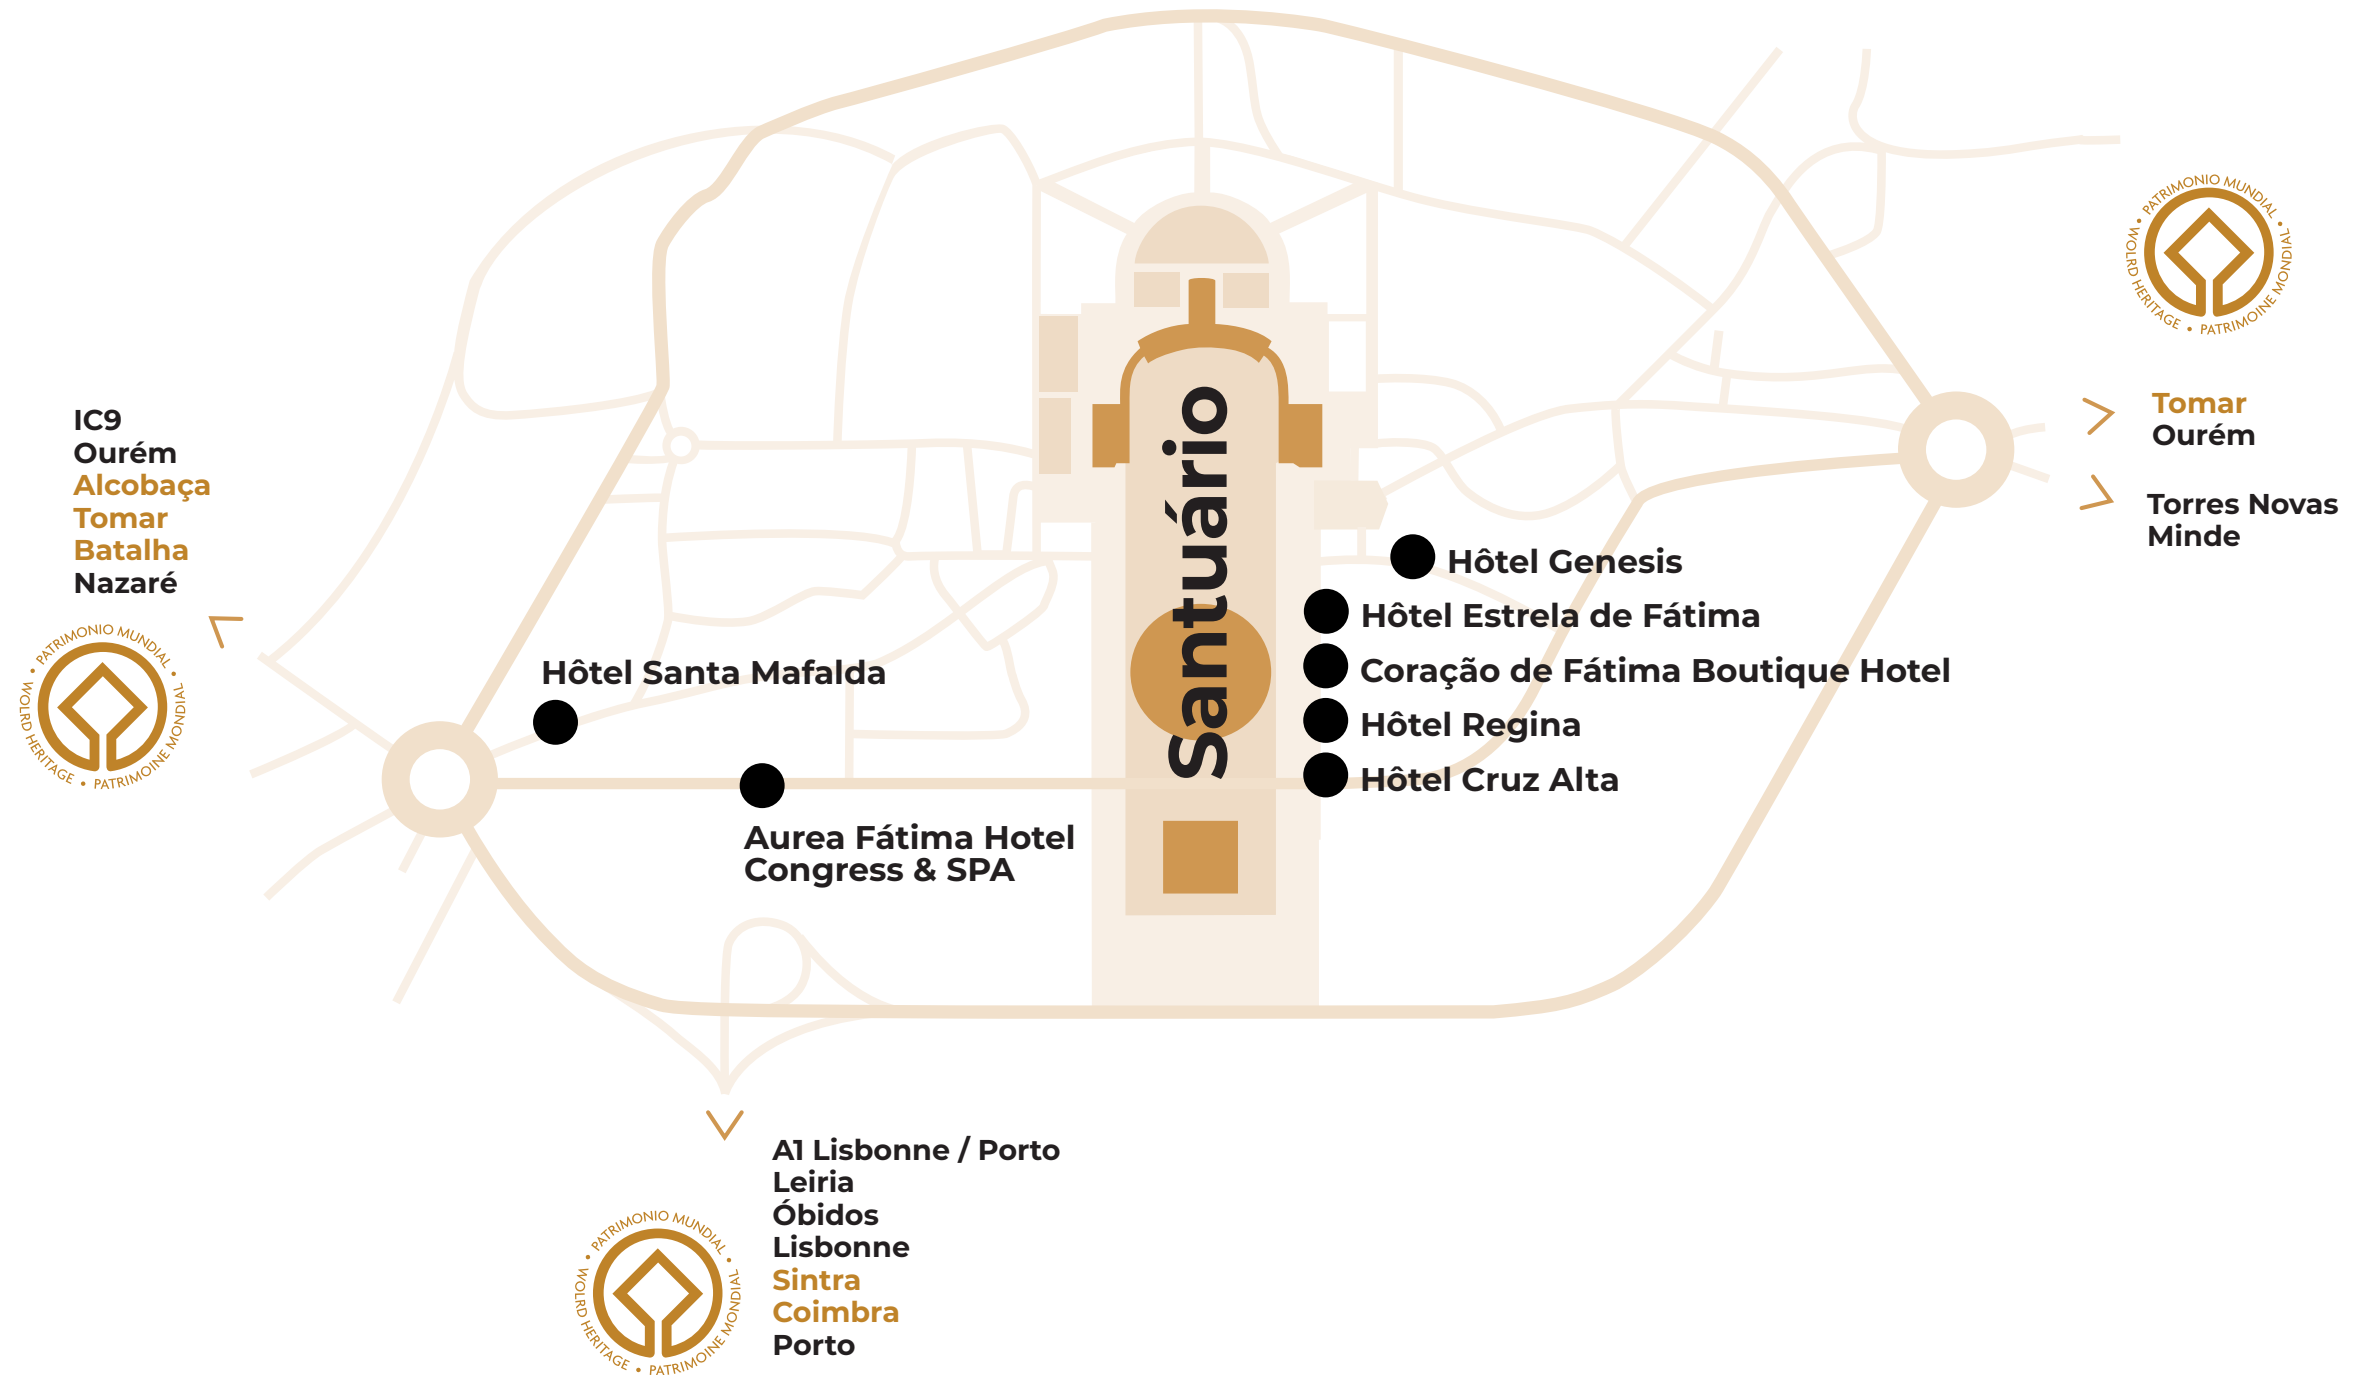 PATRIMONIO MUNDIAL • PATRIMOINE MONDIAL • WOLRD HERITAGE •
Tomar
Ourém
Torres Novas
Minde
IC9
Ourém
Alcobaça
Tomar
Batalha
Nazaré
PATRIMONIO MUNDIAL • PATRIMOINE MONDIAL • WOLRD HERITAGE •
Santuário
Hôtel Genesis
Hôtel Estrela de Fátima
Coração de Fátima Boutique Hotel
Hôtel Regina
Hôtel Cruz Alta
Hôtel Santa Mafalda
Aurea Fátima Hotel
Congress & SPA
A1 Lisbonne / Porto
Leiria
Óbidos
Lisbonne
Sintra
Coimbra
Porto
PATRIMONIO MUNDIAL • PATRIMOINE MONDIAL • WOLRD HERITAGE •